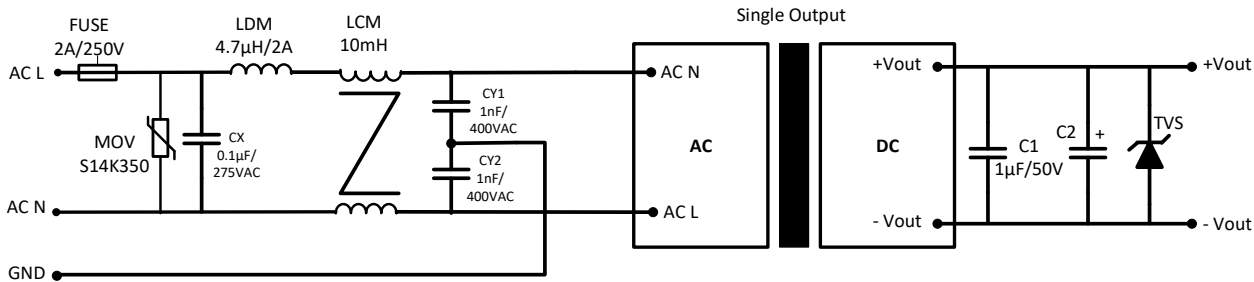 Single Output
FUSE
2A/250V
LDM
4.7µH/2A
LCM
10mH
AC L
AC N
+Vout
+Vout
MOV
S14K350
CX
0.1µF/
275VAC
CY1
1nF/
400VAC
CY2
1nF/
400VAC
AC
DC
C1
1µF/50V
C2
+
TVS
AC N
AC L
- Vout
- Vout
GND